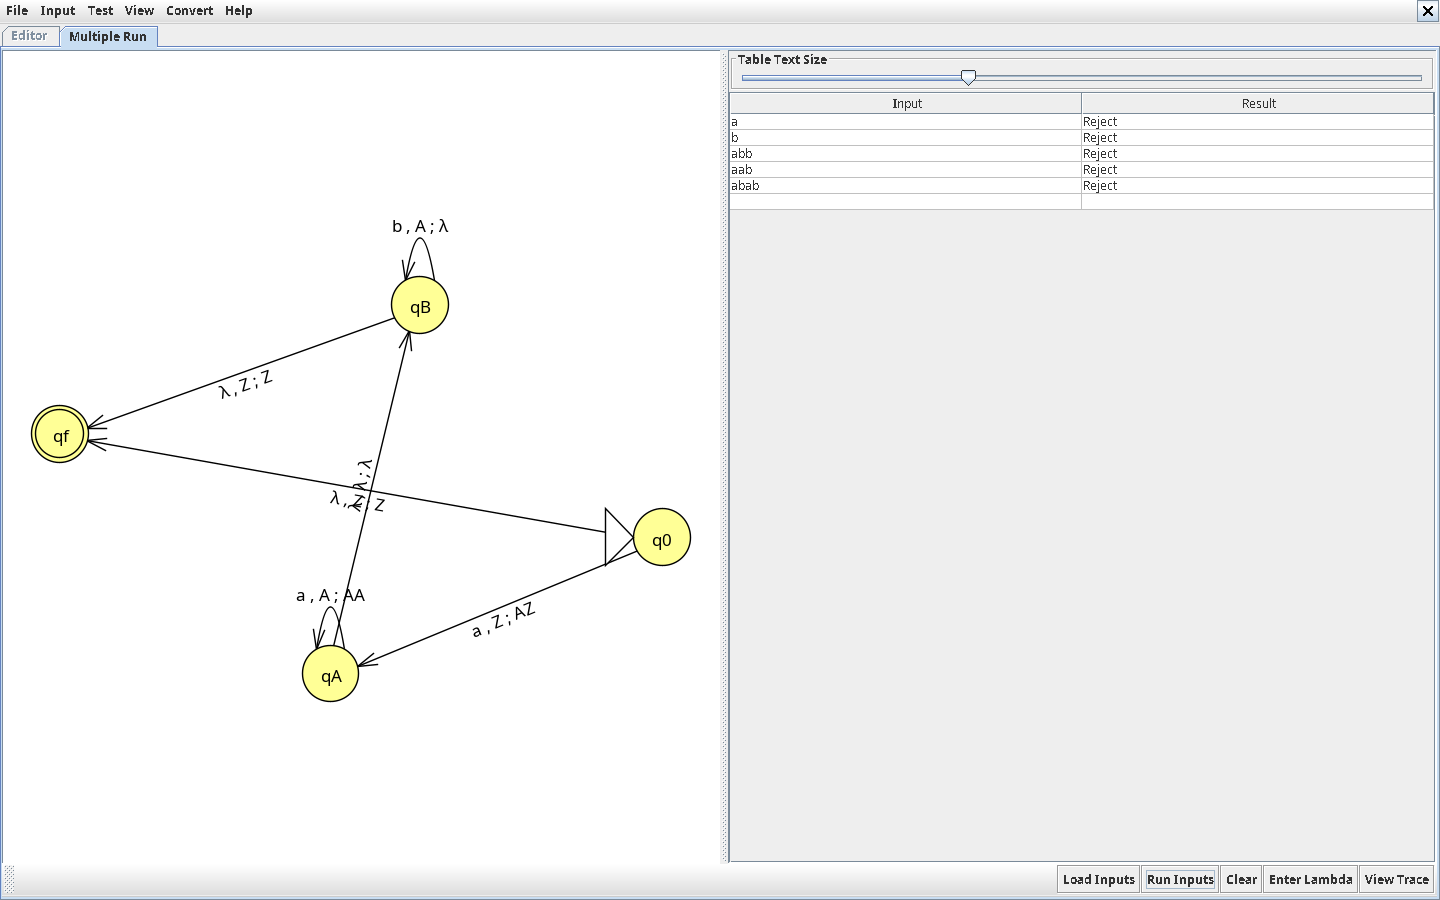 File Input Test View Convert Help
Editor Multiple Run
Table Text Size
Input Result
a Reject
b Reject
abb Reject
aab Reject
abab Reject
b , A ; λ
qB
λ , Z ; Z
qf
λ , λ ; λ
λ , Z ; Z
q0
a , A ; AA
a , Z ; AZ
qA
Load Inputs Run Inputs Clear Enter Lambda View Trace